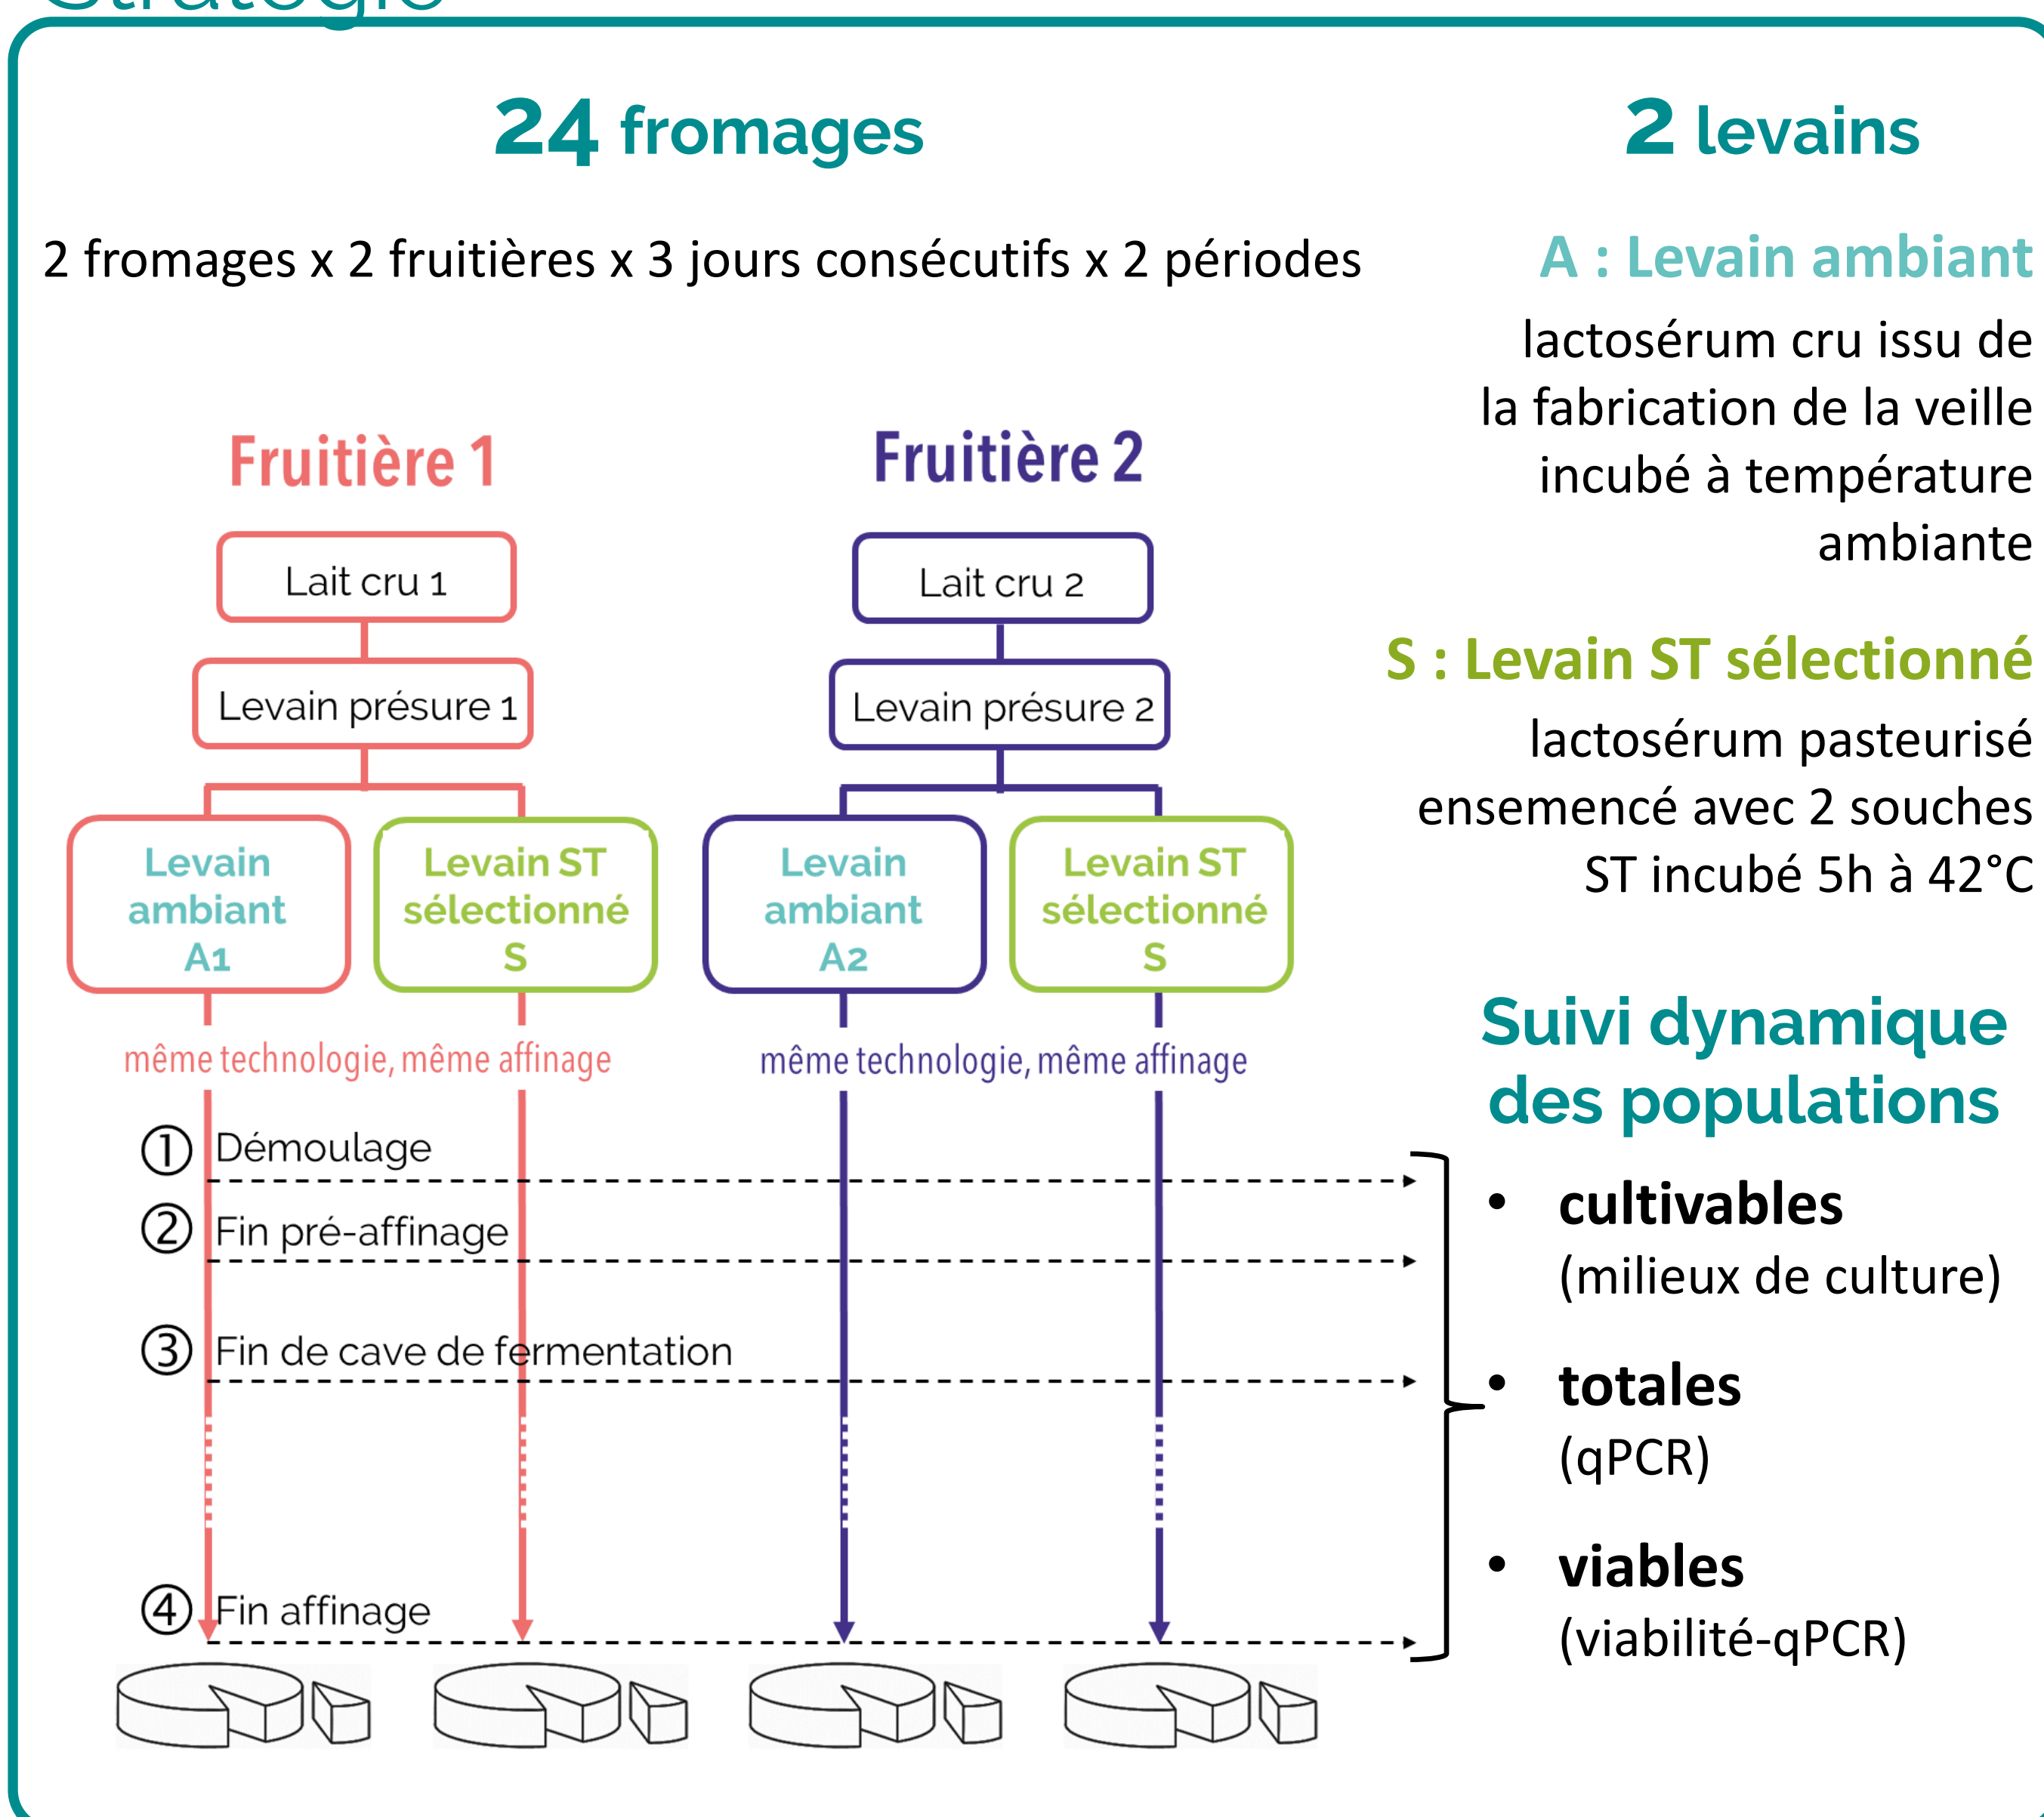 Stratégie
24 fromages
2 fromages x 2 fruitières x 3 jours consécutifs x 2 périodes
Fruitière 1
Lait cru 1
Levain présure 1
Levain
ambiant
A1
Levain ST
sélectionné
S
même technologie, même affinage
Fruitière 2
Lait cru 2
Levain présure 2
Levain
ambiant
A2
Levain ST
sélectionné
S
même technologie, même affinage
① Démoulage
② Fin pré-affinage
③ Fin de cave de fermentation
④ Fin affinage
2 levains
A : Levain ambiant
lactosérum cru issu de
la fabrication de la veille
incubé à température
ambiante
S : Levain ST sélectionné
lactosérum pasteurisé
ensemencé avec 2 souches
ST incubé 5h à 42°C
Suivi dynamique
des populations
• cultivables
(milieux de culture)
• totales
(qPCR)
• viables
(viabilité-qPCR)